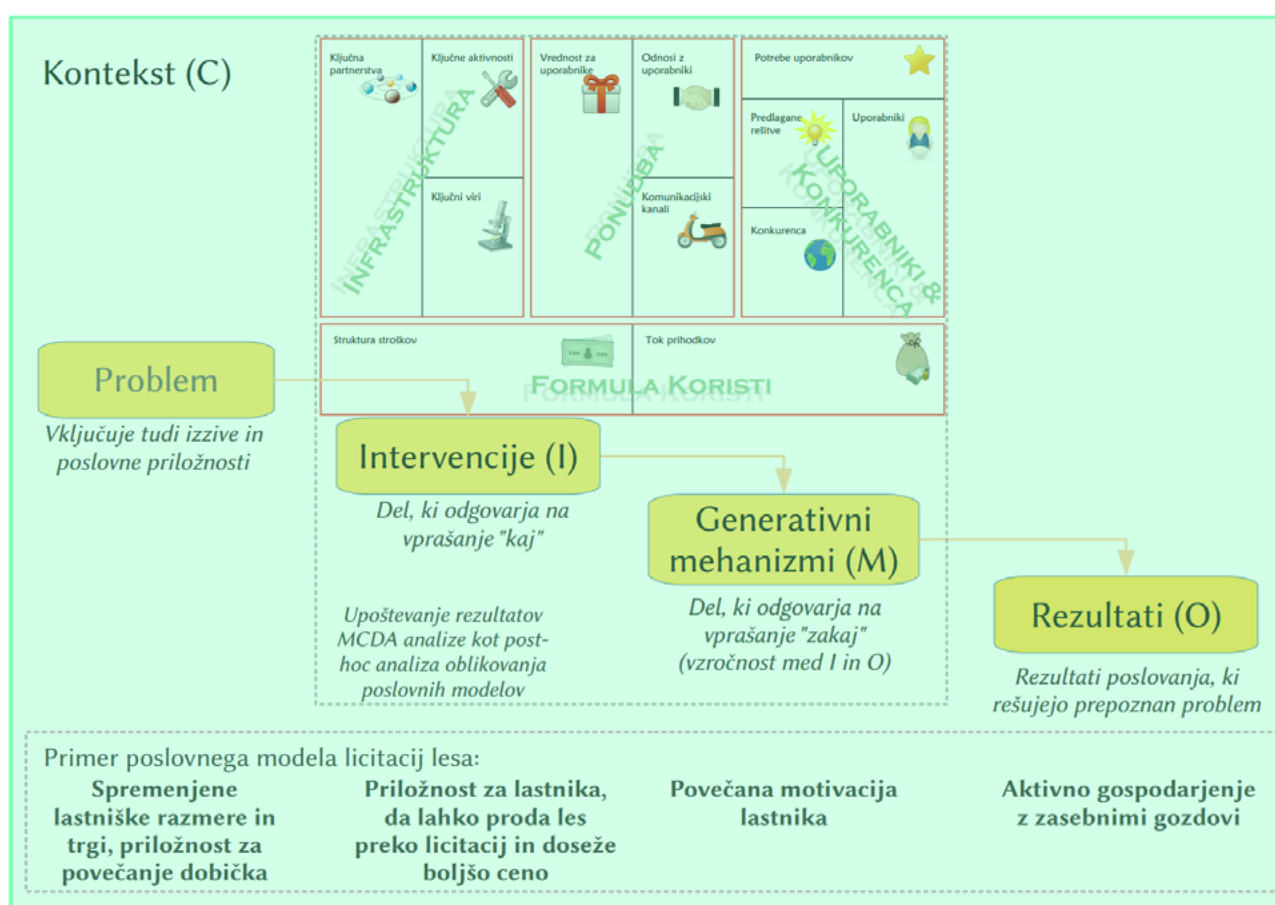 Kontekst (C)
Ključna
partnerstva
Ključne aktivnosti
Ključni viri
INFRASTRUKTURA
Vrednost za
uporabnike
Odnosi z
uporabniki
Komunikacijski
kanali
PONUDBA
Potrebe uporabnikov
Predlagane
rešitve
Uporabniki
Konkurenca
UPORABNIKI &
KONKURENCA
Struktura stroškov
Tok prihodkov
FORMULA KORISTI
Problem
Vključuje tudi izzive in
poslovne priložnosti
Intervencije (I)
Del, ki odgovarja na
vprašanje "kaj"
Upoštevanje rezultatov
MCDA analize kot post-
hoc analiza oblikovanja
poslovnih modelov
Generativni
mehanizmi (M)
Del, ki odgovarja na
vprašanje "zakaj"
(vzročnost med I in O)
Rezultati (O)
Rezultati poslovanja, ki
rešujejo prepoznan problem
Primer poslovnega modela licitacij lesa:
Spremenjene
lastniške razmere in
trgi, priložnost za
povečanje dobička
Priložnost za lastnika,
da lahko proda les
preko licitacij in doseže
boljšo ceno
Povečana motivacija
lastnika
Aktivno gospodarjenje
z zasebnimi gozdovi